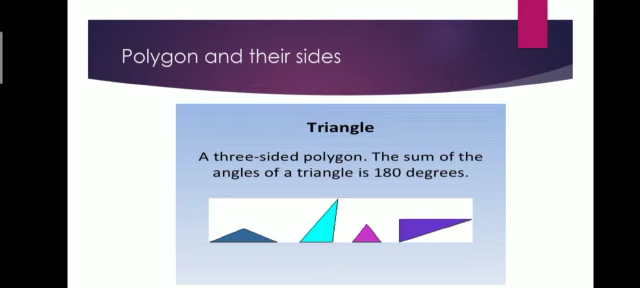 Polygon and their sides
Triangle
A three-sided polygon. The sum of the
angles of a triangle is 180 degrees.